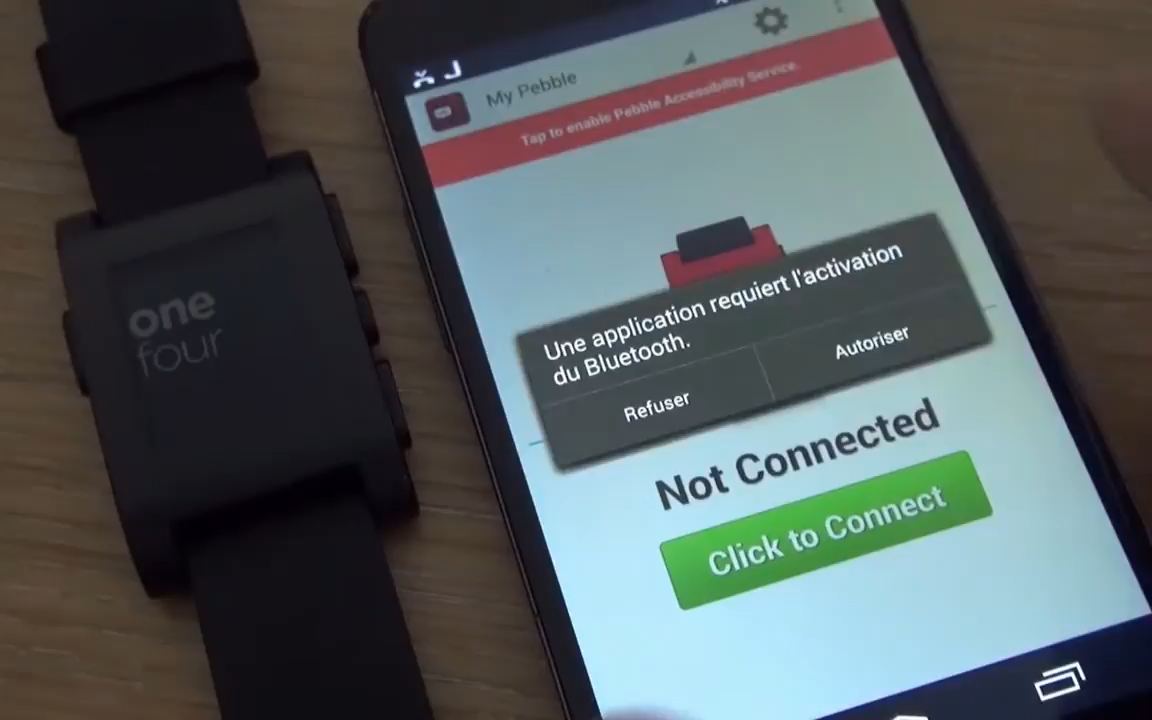 one
four
My Pebble
Tap to enable Pebble Accessibility Service.
Une application requiert l'activation
du Bluetooth.
Refuser
Autoriser
Not Connected
Click to Connect